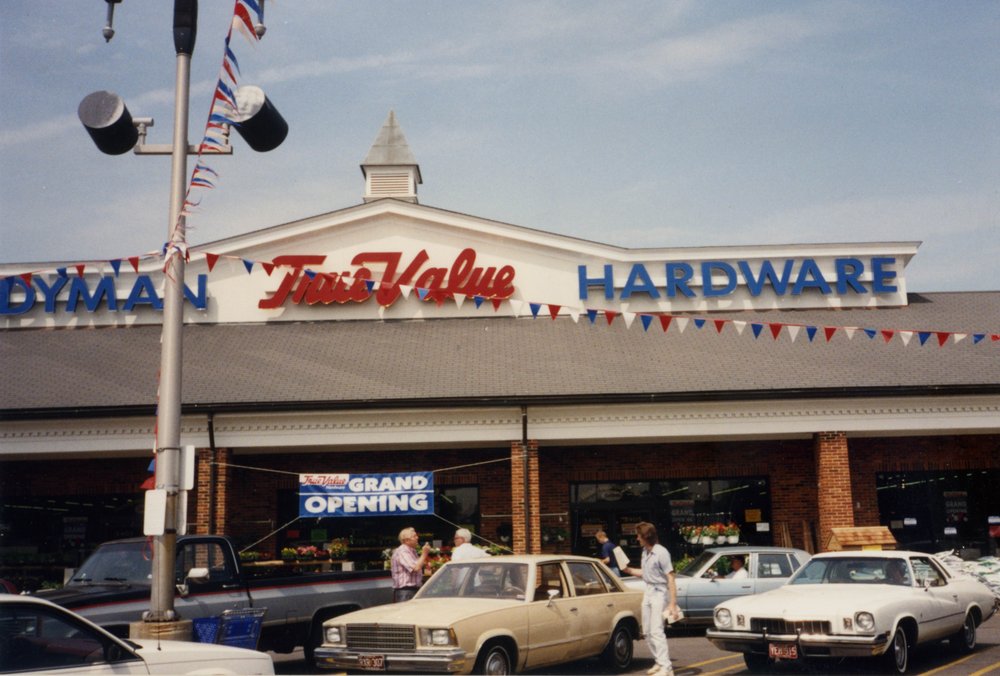 DYMAN True Value HARDWARE
True Value GRAND
OPENING